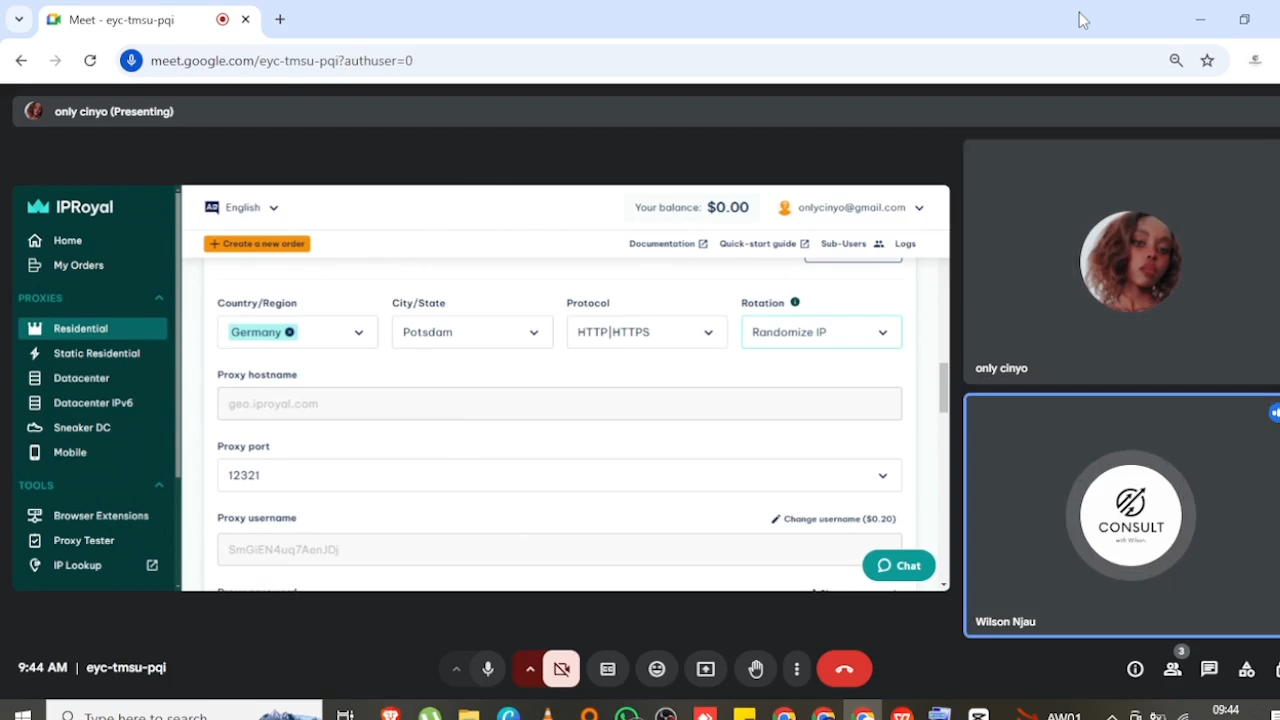 Meet - eyc-tmsu-pqi
meet.google.com/eyc-tmsu-pqi?authuser=0
only cinyo (Presenting)
IPRoyal
English
Your balance: $0.00
onlycinyo@gmail.com
Home
Create a new order
Documentation
Quick-start guide
Sub-Users
Logs
My Orders
PROXIES
Residential
Static Residential
Datacenter
Datacenter IPv6
Sneaker DC
Mobile
TOOLS
Browser Extensions
Proxy Tester
IP Lookup
Country/Region
City/State
Protocol
Rotation
Germany
Potsdam
HTTP|HTTPS
Randomize IP
Proxy hostname
geo.iproyal.com
Proxy port
12321
Proxy username
Change username ($0.20)
SmGiEN4uq7AenJDj
Chat
only cinyo
CONSULT
with Wilson
Wilson Njau
9:44 AM | eyc-tmsu-pqi
3
Type here to search
AW01
09:44